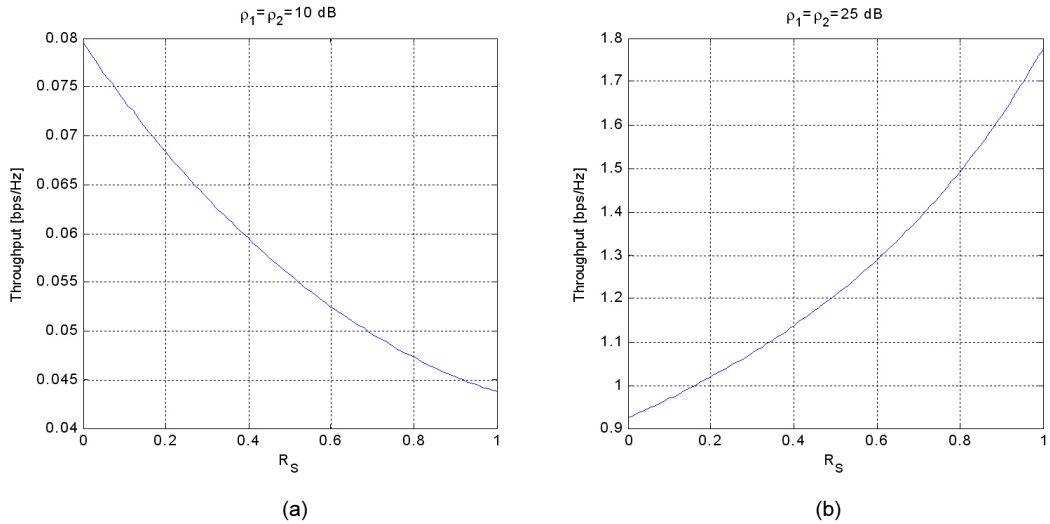 ρ1=ρ2=10 dB
0.08
0.075
0.07
0.065
0.06
0.055
0.05
0.045
0.04
Throughput [bps/Hz]
0 0.2 0.4 0.6 0.8 1
RS
(a)
ρ1=ρ2=25 dB
1.8
1.7
1.6
1.5
1.4
1.3
1.2
1.1
1
0.9
Throughput [bps/Hz]
0 0.2 0.4 0.6 0.8 1
RS
(b)